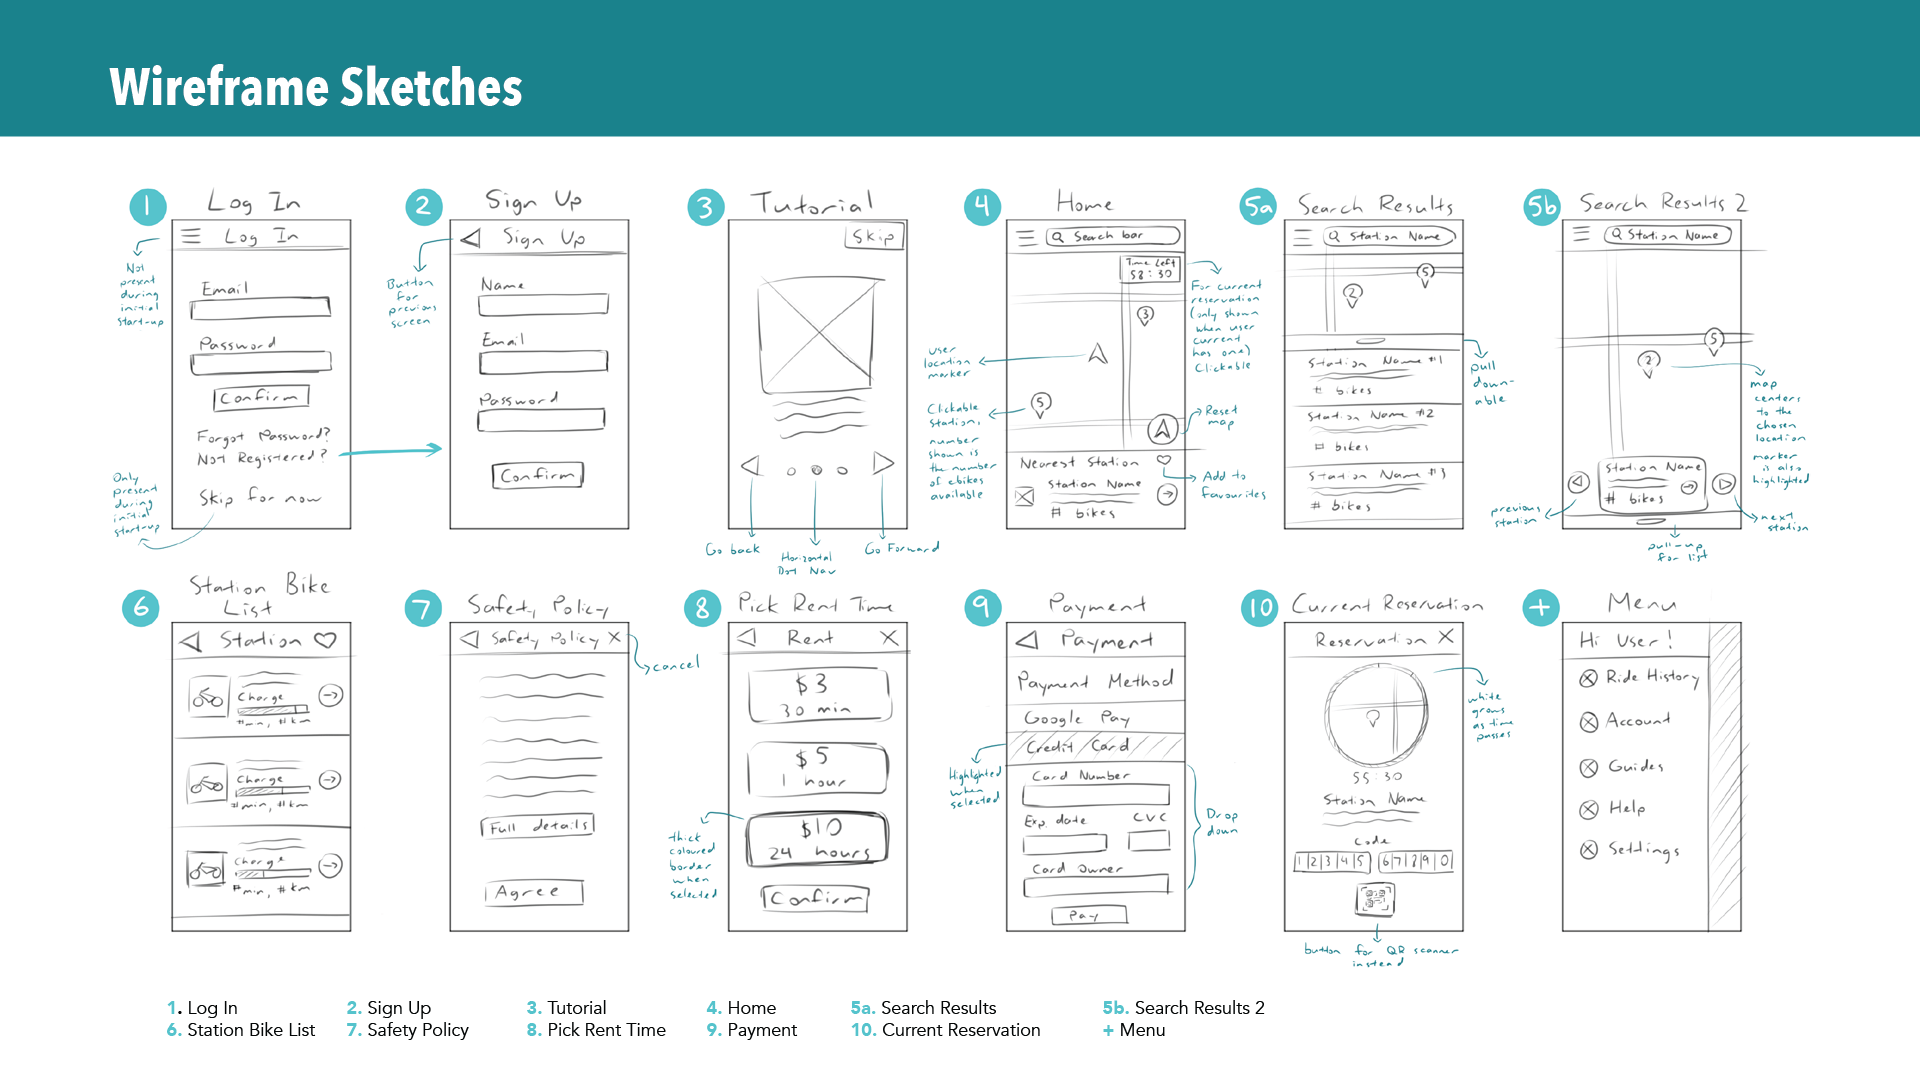 Wireframe Sketches
1
Log In
Log In
Email
Password
Confirm
Forgot Password?
Not Registered?
Skip for now
Not
present
during
initial
start-up
Only
present
during
initial
start-up
2
Sign Up
Sign Up
Name
Email
Password
Confirm
Button
for
previous
screen
3
Tutorial
Skip
Go back
Horizontal
Dot Nav
Go Forward
4
Home
Search bar
Time Left
58:30
3
5
Nearest Station
Station Name
# bikes
user
location
marker
Clickable
station,
number
shown is
the number
of ebikes
available
For current
reservation
(only shown
when user
current
has one)
Clickable
Reset
map
Add to
favourites
5a
Search Results
Station Name
5
2
Station Name #1
# bikes
Station Name #2
# bikes
Station Name #3
# bikes
pull
down-
able
5b
Search Results 2
Station Name
5
2
Station Name
# bikes
map
centers
to the
chosen
location
marker
is also
highlighted
previous
station
next
station
pull-up
for list
6
Station Bike
List
Station
Charge
#min, #km
Charge
#min, #km
Charge
#min, #km
7
Safety Policy
Safety Policy X
cancel
Full details
Agree
8
Pick Rent Time
Rent X
$3
30 min
$5
1 hour
$10
24 hours
Confirm
thick
coloured
border
when
selected
9
Payment
Payment
Payment Method
Google Pay
Credit Card
Card Number
Exp. date CVC
Card owner
Pay
Highlighted
when
selected
Drop
down
10
Current Reservation
Reservation X
55:30
Station Name
Code
1 2 3 4 5 6 7 8 9 0
white
grows
as time
passes
button for QR scanner
instead
+
Menu
Hi User!
Ride History
Account
Guides
Help
Settings
1. Log In 2. Sign Up 3. Tutorial 4. Home 5a. Search Results 5b. Search Results 2
6. Station Bike List 7. Safety Policy 8. Pick Rent Time 9. Payment 10. Current Reservation + Menu